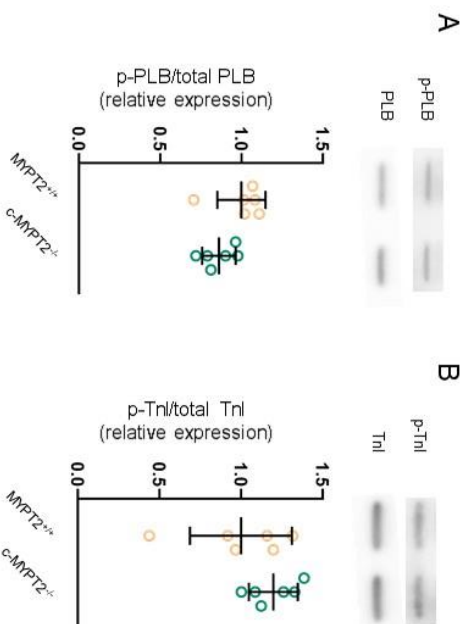 A
p-PLB
PLB
p-PLB/total PLB
(relative expression)
1.5
1.0
0.5
0.0
MYPT2+/+
c-MYPT2-/-
B
p-TnI
TnI
p-TnI/total TnI
(relative expression)
1.5
1.0
0.5
0.0
MYPT2+/+
c-MYPT2-/-